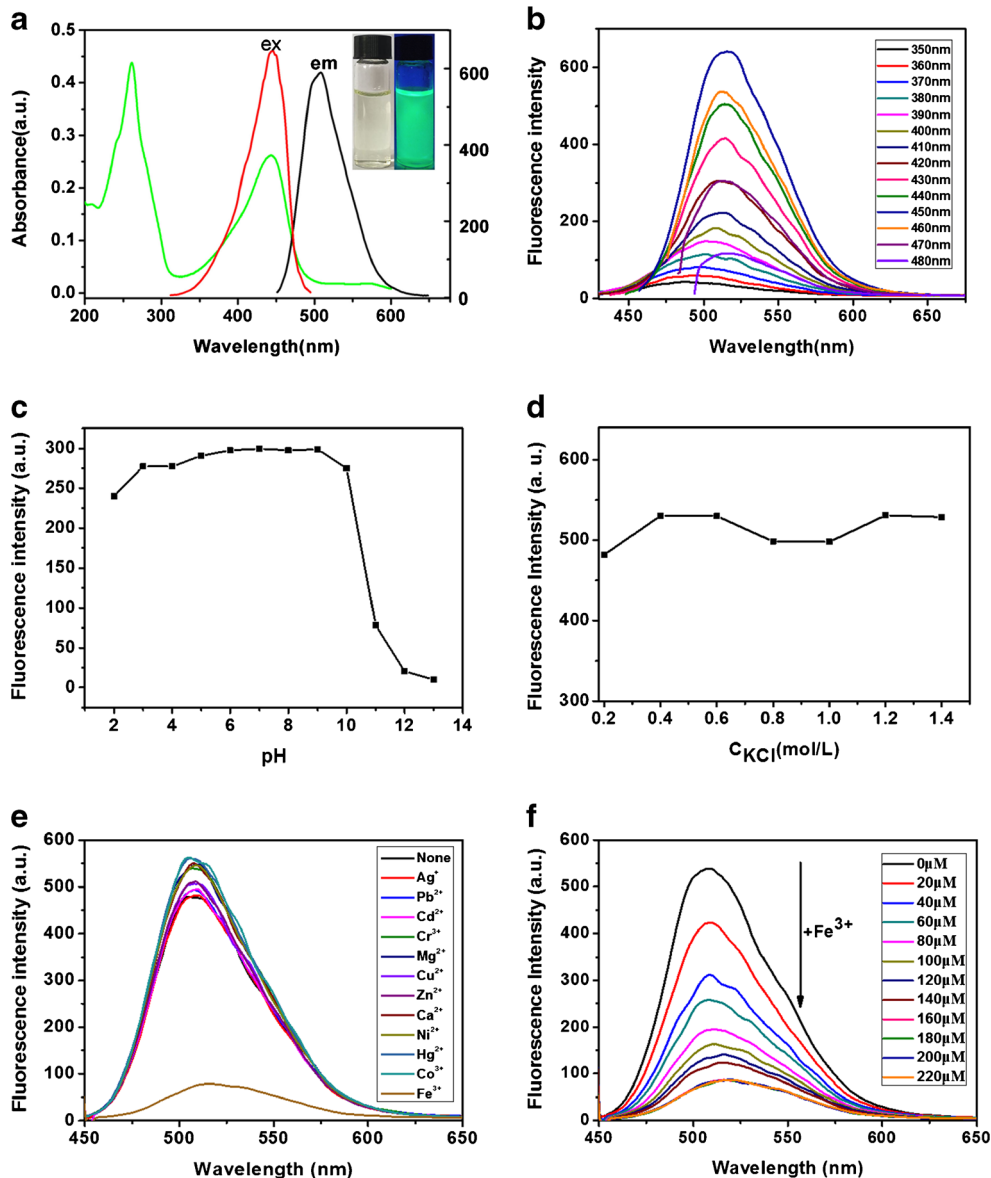 a
0.5
0.4
0.3
0.2
0.1
0.0
Absorbance(a.u.)
ex
em
600
400
200
0
200 300 400 500 600
Wavelength(nm)
b
600
500
400
300
200
100
0
Fluorescence intensity
350nm
360nm
370nm
380nm
390nm
400nm
410nm
420nm
430nm
440nm
450nm
460nm
470nm
480nm
450 500 550 600 650
Wavelength(nm)
c
300
250
200
150
100
50
0
Fluorescence intensity (a.u.)
2 4 6 8 10 12 14
pH
d
600
500
400
300
Fluorescence Intensity (a. u.)
0.2 0.4 0.6 0.8 1.0 1.2 1.4
C_KCl(mol/L)
e
600
500
400
300
200
100
0
Fluorescence Intensity (a.u.)
None
Ag⁺
Pb²⁺
Cd²⁺
Cr³⁺
Mg²⁺
Cu²⁺
Zn²⁺
Ca²⁺
Ni²⁺
Hg²⁺
Co³⁺
Fe³⁺
450 500 550 600 650
Wavelength (nm)
f
600
500
400
300
200
100
0
Fluorescence Intensity (a.u.)
+Fe³⁺
0μM
20μM
40μM
60μM
80μM
100μM
120μM
140μM
160μM
180μM
200μM
220μM
450 500 550 600 650
Wavelength (nm)